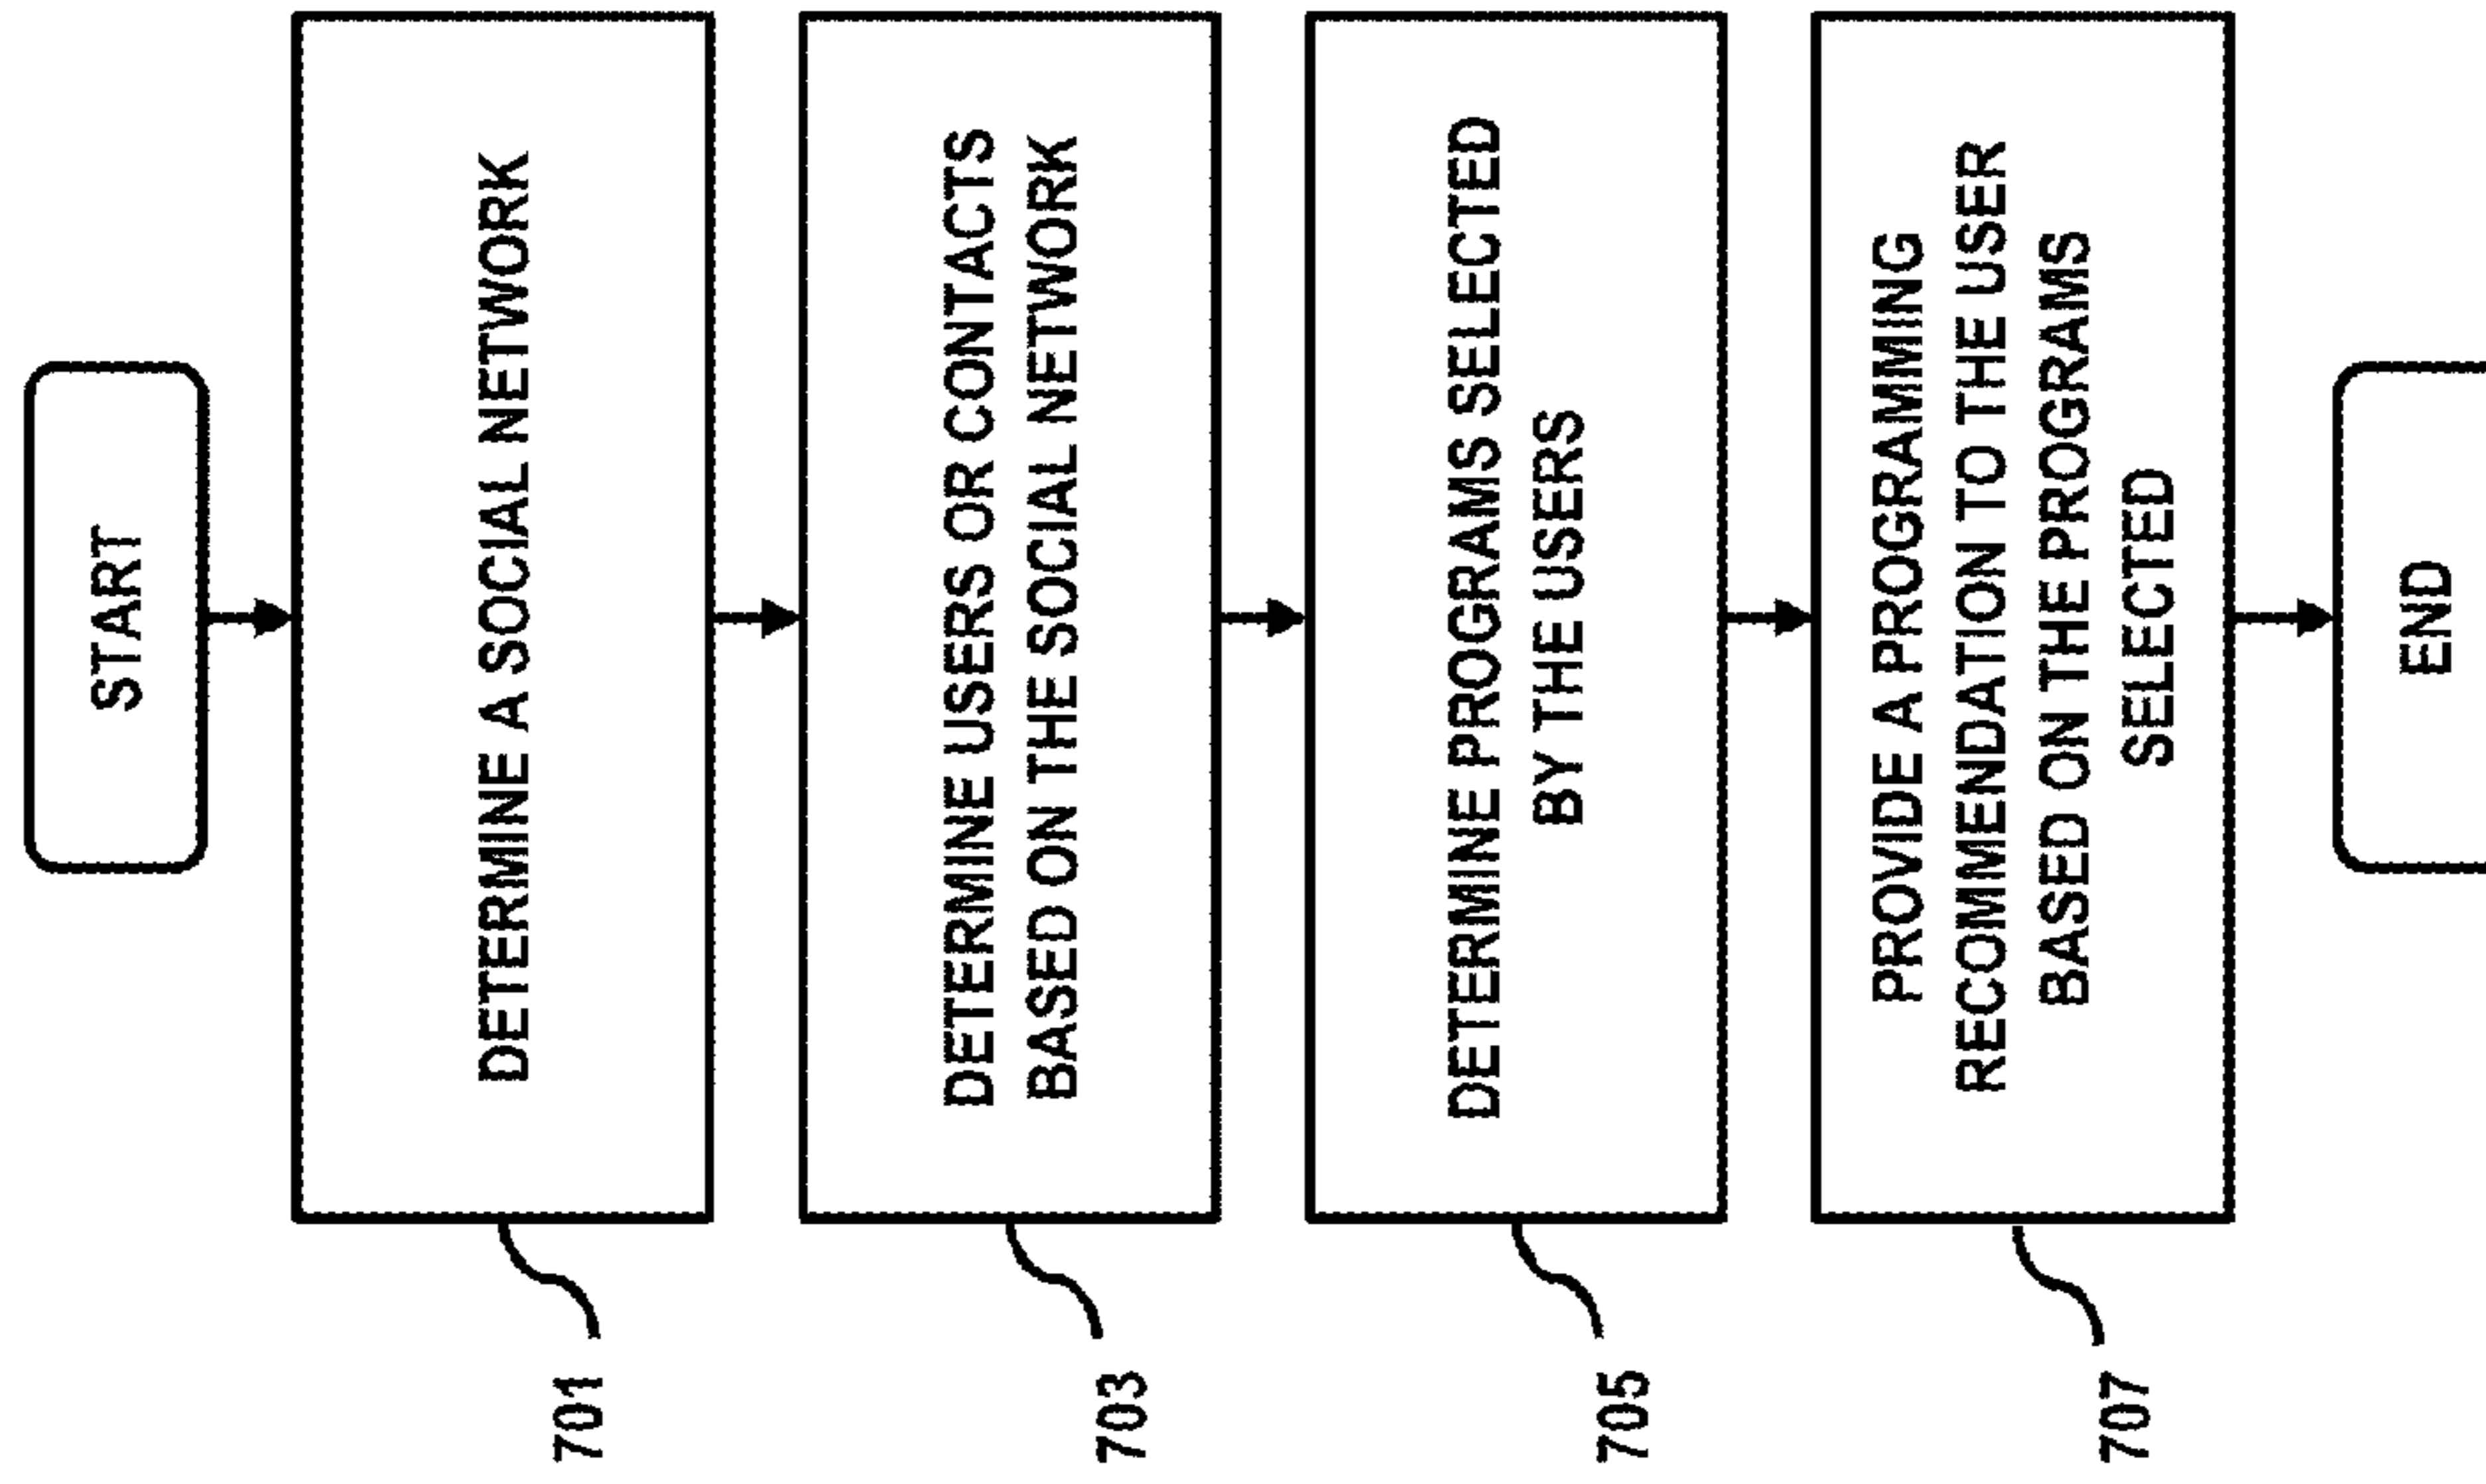 START
DETERMINE A SOCIAL NETWORK
701
DETERMINE USERS OR CONTACTS
BASED ON THE SOCIAL NETWORK
703
DETERMINE PROGRAMS SELECTED
BY THE USERS
705
PROVIDE A PROGRAMMING
RECOMMENDATION TO THE USER
BASED ON THE PROGRAMS
SELECTED
707
END